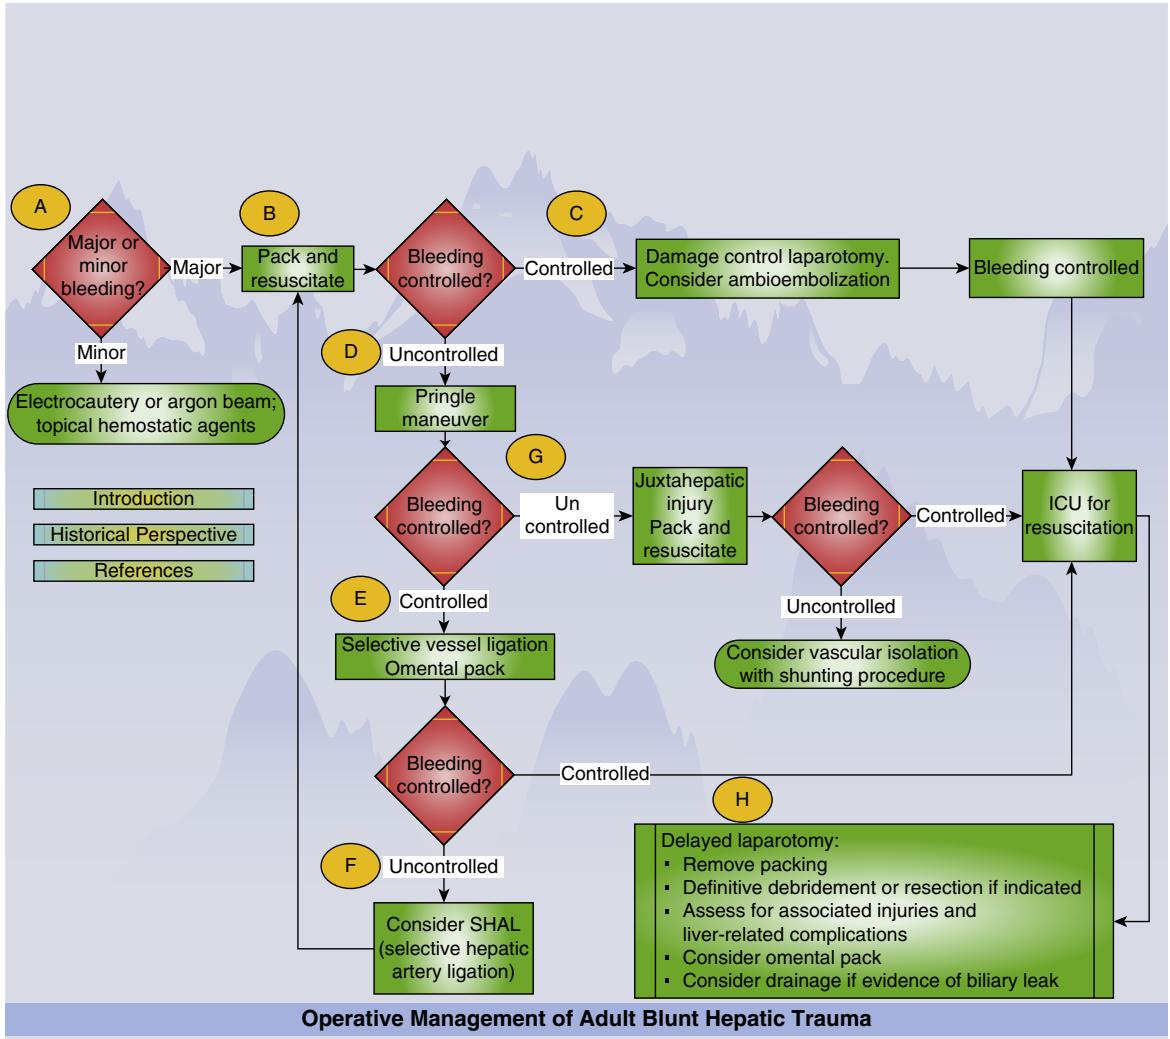 A
Major or
minor
bleeding?
Major
B
Pack and
resuscitate
Bleeding
controlled?
C
Controlled
Damage control laparotomy.
Consider ambioembolization
Bleeding controlled
Minor
Electrocautery or argon beam;
topical hemostatic agents
D
Uncontrolled
Pringle
maneuver
Introduction
Historical Perspective
References
Bleeding
controlled?
G
Un
controlled
Juxtahepatic
injury
Pack and
resuscitate
Bleeding
controlled?
Controlled
ICU for
resuscitation
Uncontrolled
Consider vascular isolation
with shunting procedure
E
Controlled
Selective vessel ligation
Omental pack
Bleeding
controlled?
Controlled
F
Uncontrolled
Consider SHAL
(selective hepatic
artery ligation)
H
Delayed laparotomy:
▪ Remove packing
▪ Definitive debridement or resection if indicated
▪ Assess for associated injuries and
liver-related complications
▪ Consider omental pack
▪ Consider drainage if evidence of biliary leak
Operative Management of Adult Blunt Hepatic Trauma